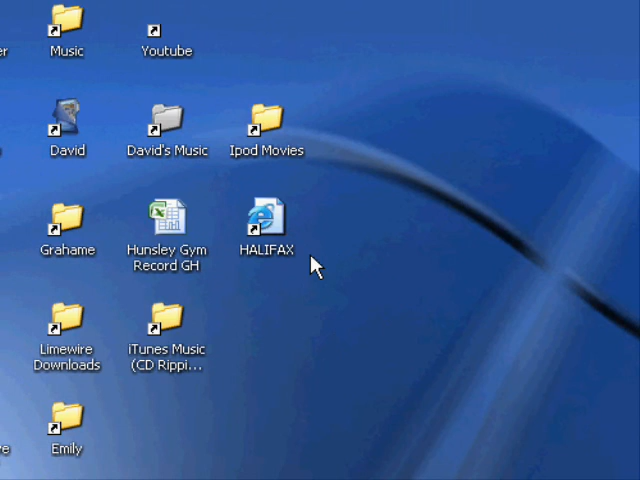 Music
Youtube
er
David
David's Music
Ipod Movies
Grahame
Hunsley Gym
Record GH
HALIFAX
Limewire
Downloads
iTunes Music
(CD Rippi...
Emily